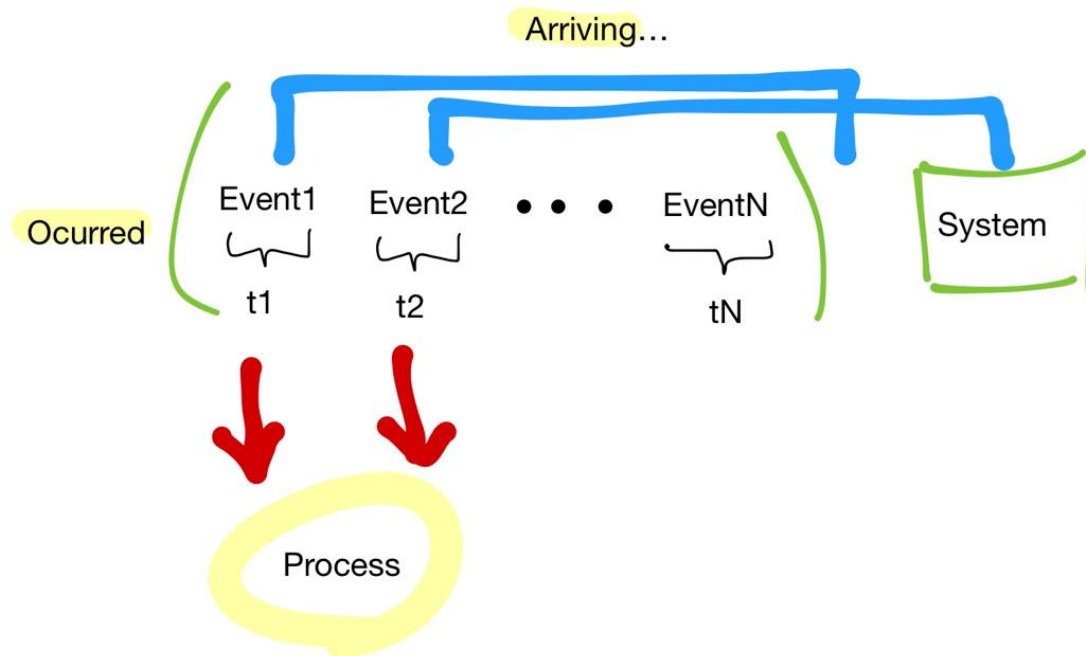 Arriving...
Event1 Event2 • • • EventN
Ocurred
System
t1 t2 tN
Process